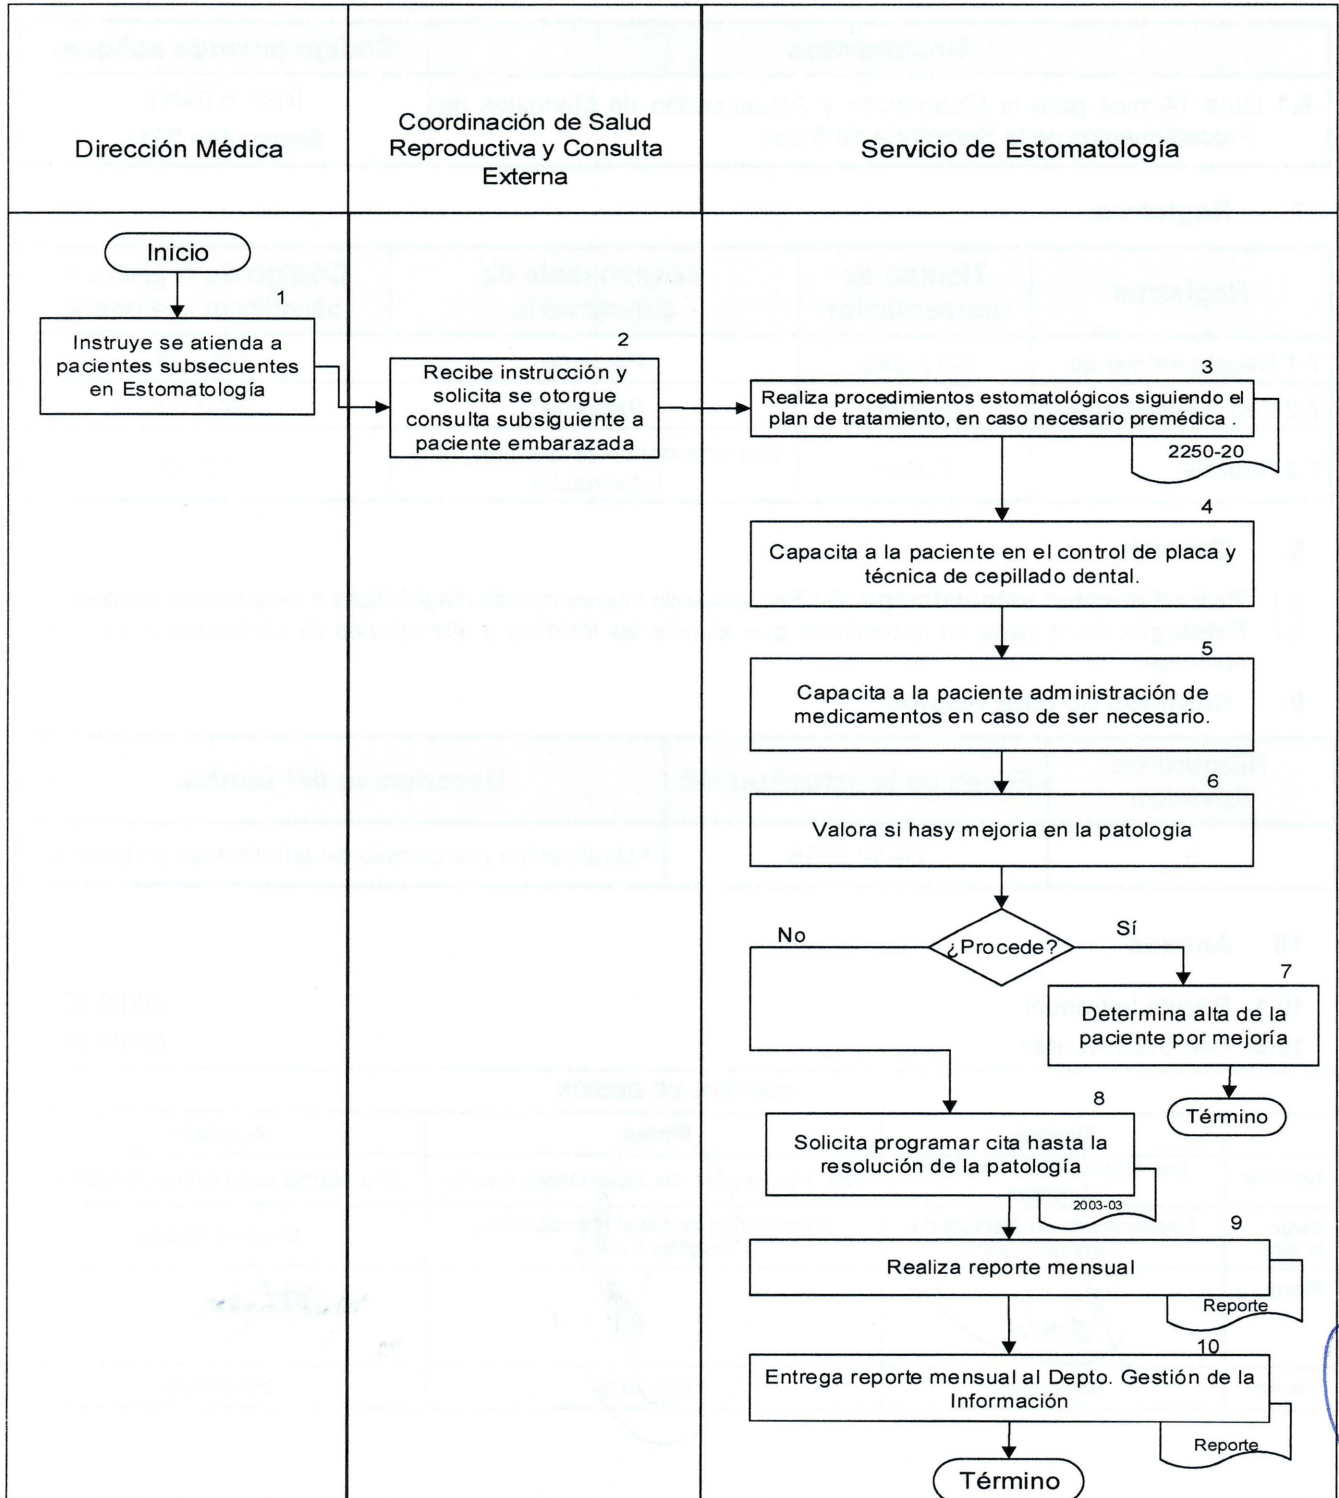 Dirección Médica
Coordinación de Salud
Reproductiva y Consulta
Externa
Servicio de Estomatología
Inicio
1
Instruye se atienda a
pacientes subsecuentes
en Estomatología
2
Recibe instrucción y
solicita se otorgue
consulta subsiguiente a
paciente embarazada
3
Realiza procedimientos estomatológicos siguiendo el
plan de tratamiento, en caso necesario premédica .
2250-20
4
Capacita a la paciente en el control de placa y
técnica de cepillado dental.
5
Capacita a la paciente administración de
medicamentos en caso de ser necesario.
6
Valora si hasy mejoria en la patología
¿Procede?
No
Sí
7
Determina alta de la
paciente por mejoría
Término
8
Solicita programar cita hasta la
resolución de la patología
2003-03
9
Realiza reporte mensual
Reporte
10
Entrega reporte mensual al Depto. Gestión de la
Información
Reporte
Término